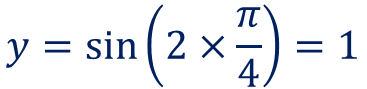 y = sin(2 × π/4) = 1